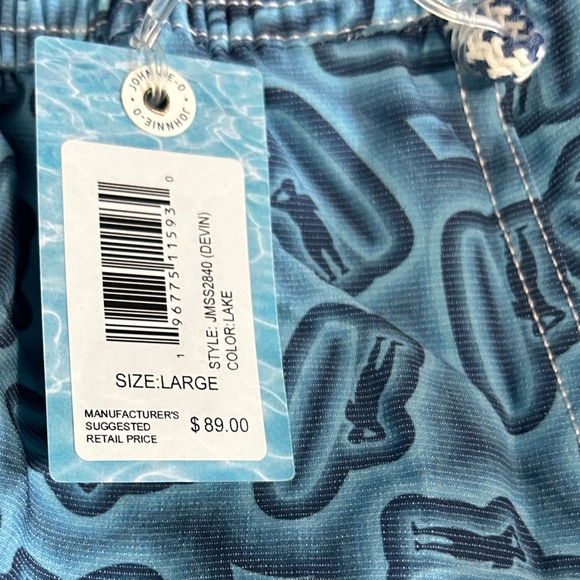 JOHNNIE-O • JOHNNIE-O •
1 96775 11593 0
STYLE: JMSS2840 (DEVIN)
COLOR:LAKE
SIZE:LARGE
MANUFACTURER'S
SUGGESTED
RETAIL PRICE
$ 89.00